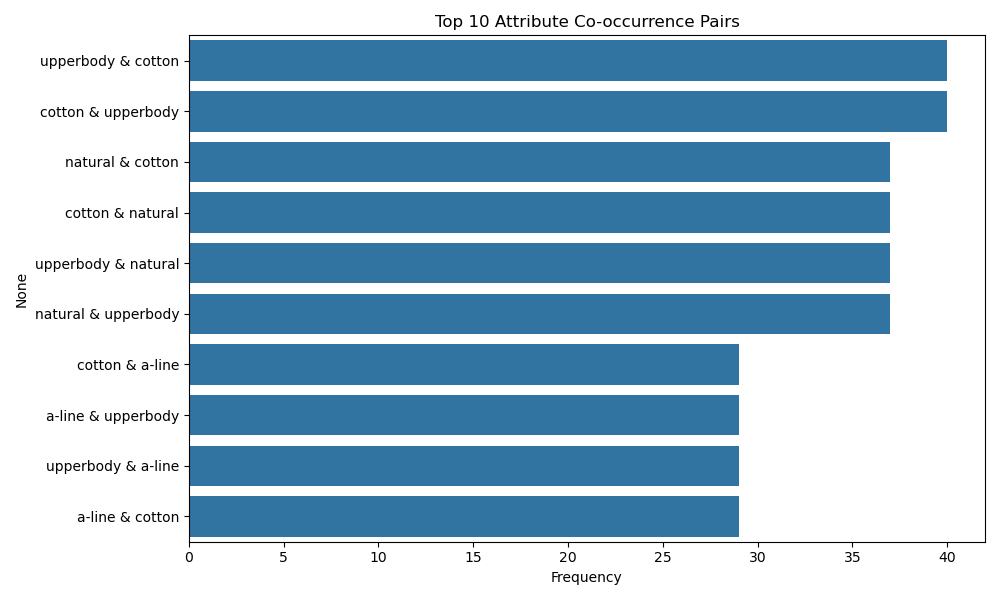 Top 10 Attribute Co-occurrence Pairs
upperbody & cotton
cotton & upperbody
natural & cotton
cotton & natural
upperbody & natural
natural & upperbody
cotton & a-line
a-line & upperbody
upperbody & a-line
a-line & cotton
None
0 5 10 15 20 25 30 35 40
Frequency